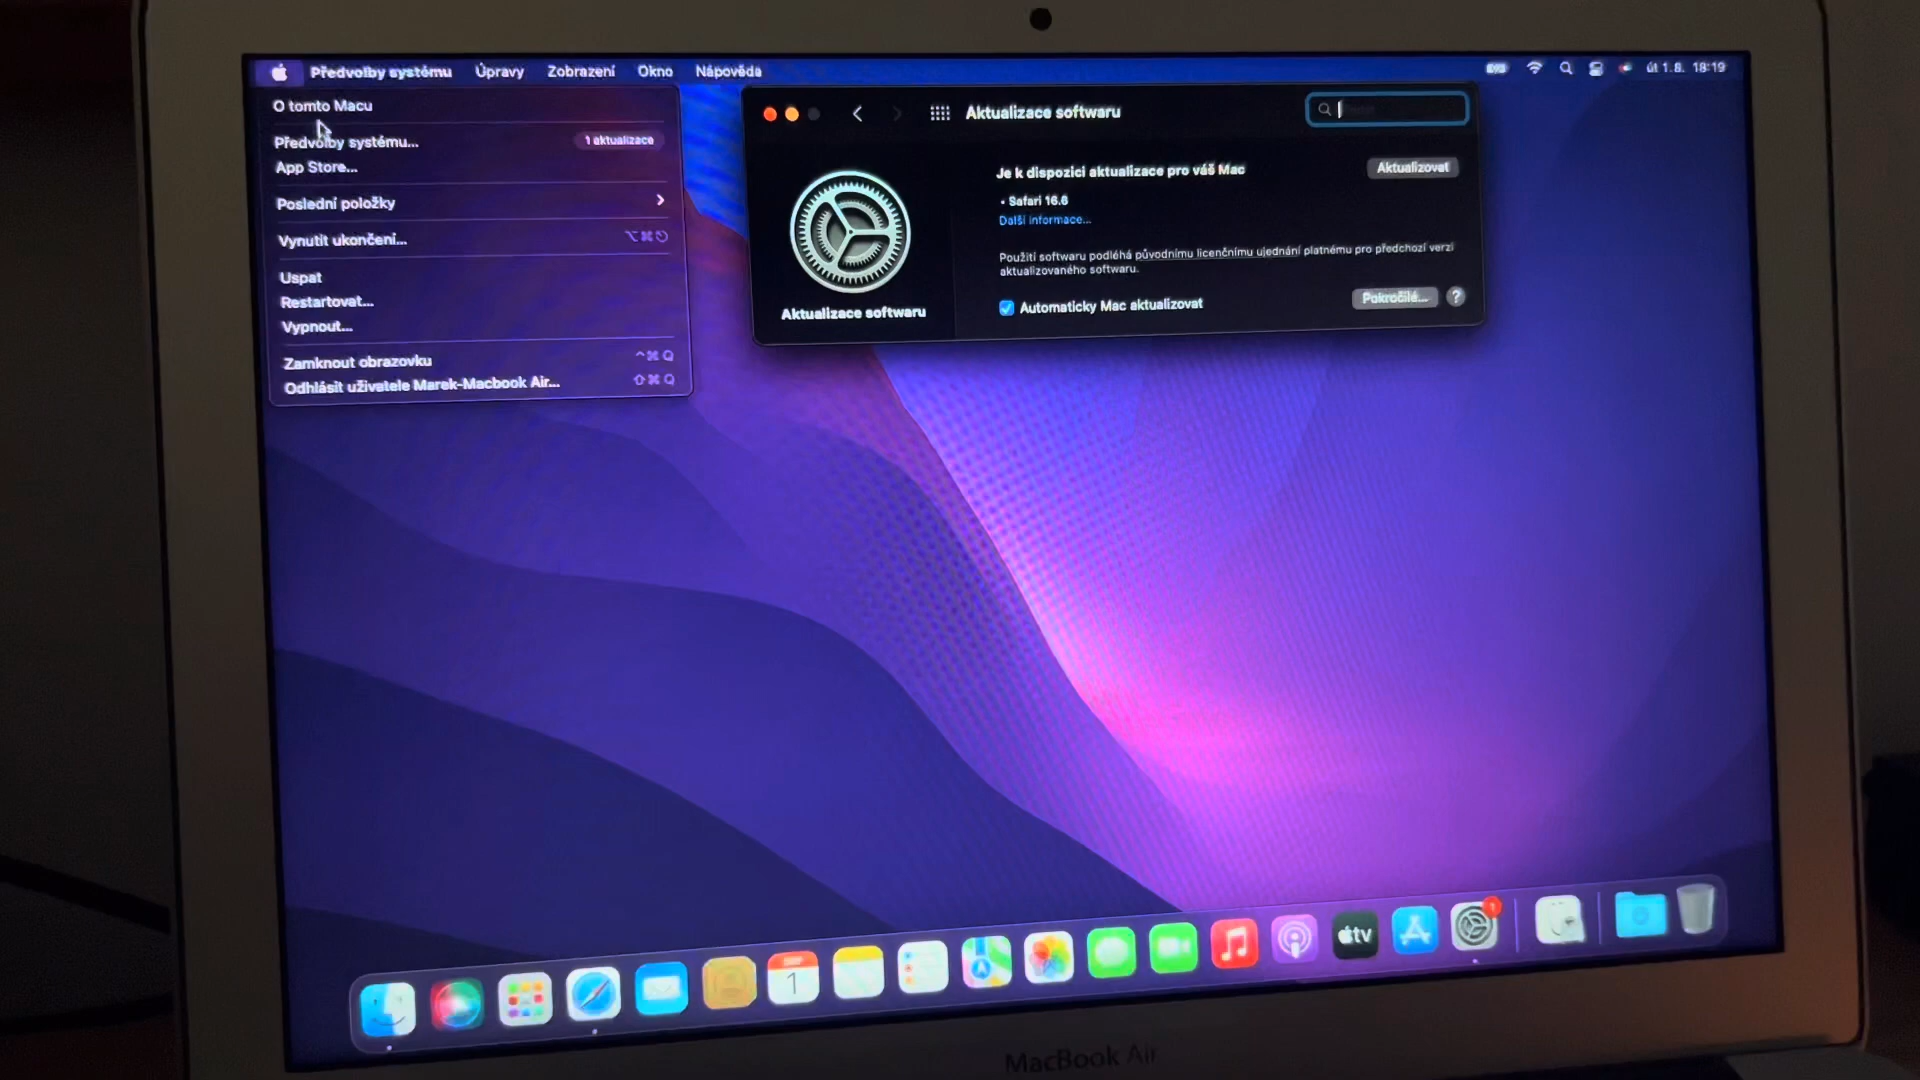 Předvolby systému Úpravy Zobrazení Okno Nápověda
út 1.8. 18:19
O tomto Macu
Předvolby systému... 1 aktualizace
App Store...
Poslední položky
Vynutit ukončení... ⌥⌘⎋
Uspat
Restartovat...
Vypnout...
Zamknout obrazovku ^⌘Q
Odhlásit uživatele Marek-Macbook Air... ⇧⌘Q
Aktualizace softwaru
Je k dispozici aktualizace pro váš Mac Aktualizovat
• Safari 16.6
Další informace...
Použití softwaru podléhá původnímu licenčnímu ujednání platnému pro předchozí verzi
aktualizovaného softwaru.
Automaticky Mac aktualizovat Pokročilé... ?
Aktualizace softwaru
1
tv
1
MacBook Air